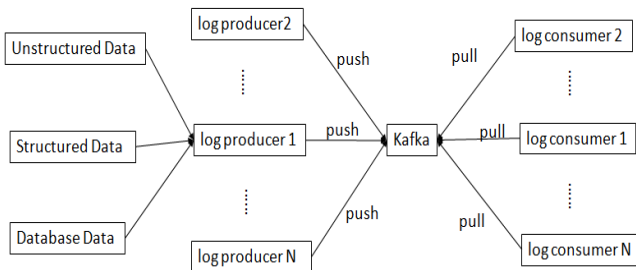 Unstructured Data
Structured Data
Database Data
log producer2
log producer 1
log producer N
push
push
push
Kafka
pull
pull
pull
log consumer 2
log consumer 1
log consumer N